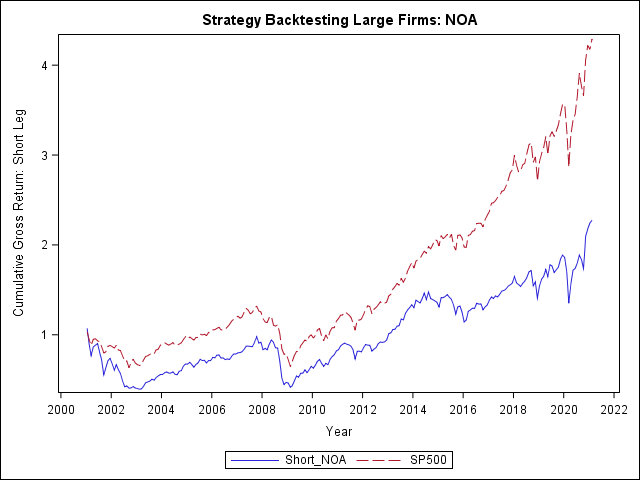 Strategy Backtesting Large Firms: NOA
Cumulative Gross Return: Short Leg
4
3
2
1
2000 2002 2004 2006 2008 2010 2012 2014 2016 2018 2020 2022
Year
Short_NOA SP500